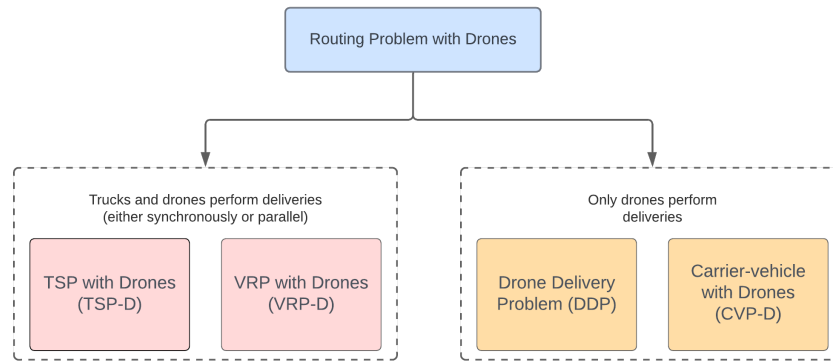 Routing Problem with Drones
Trucks and drones perform deliveries
(either synchronously or parallel)
Only drones perform
deliveries
TSP with Drones
(TSP-D)
VRP with Drones
(VRP-D)
Drone Delivery
Problem (DDP)
Carrier-vehicle
with Drones
(CVP-D)